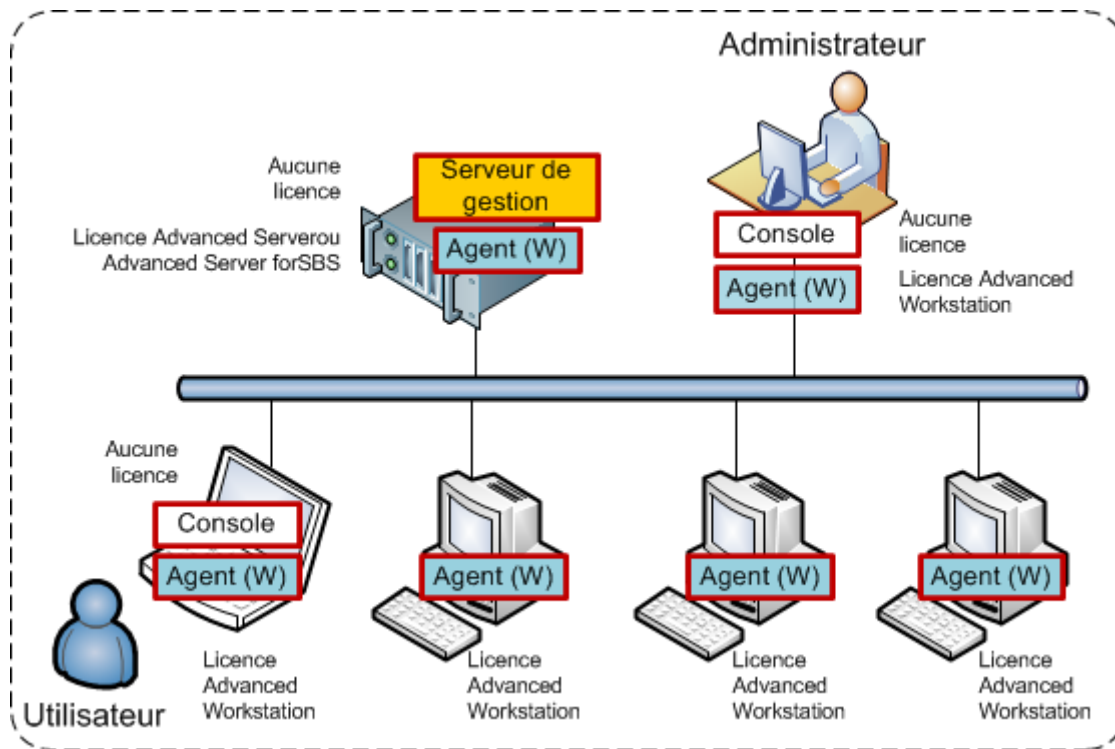 Administrateur
Aucune
licence
Serveur de
gestion
Licence Advanced Serverou
Advanced Server forSBS
Agent (W)
Console
Aucune
licence
Agent (W)
Licence Advanced
Workstation
Aucune
licence
Console
Agent (W)
Agent (W)
Agent (W)
Agent (W)
Utilisateur
Licence
Advanced
Workstation
Licence
Advanced
Workstation
Licence
Advanced
Workstation
Licence
Advanced
Workstation